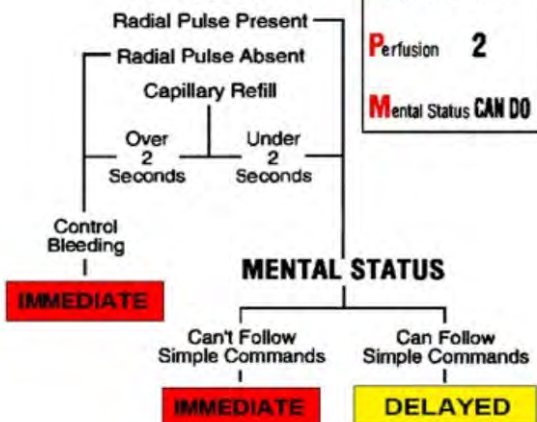 Radial Pulse Present
Radial Pulse Absent
Capillary Refill
Over
2
Seconds
Under
2
Seconds
Control
Bleeding
IMMEDIATE
Perfusion 2
Mental Status CAN DO
MENTAL STATUS
Can't Follow
Simple Commands
Can Follow
Simple Commands
IMMEDIATE
DELAYED